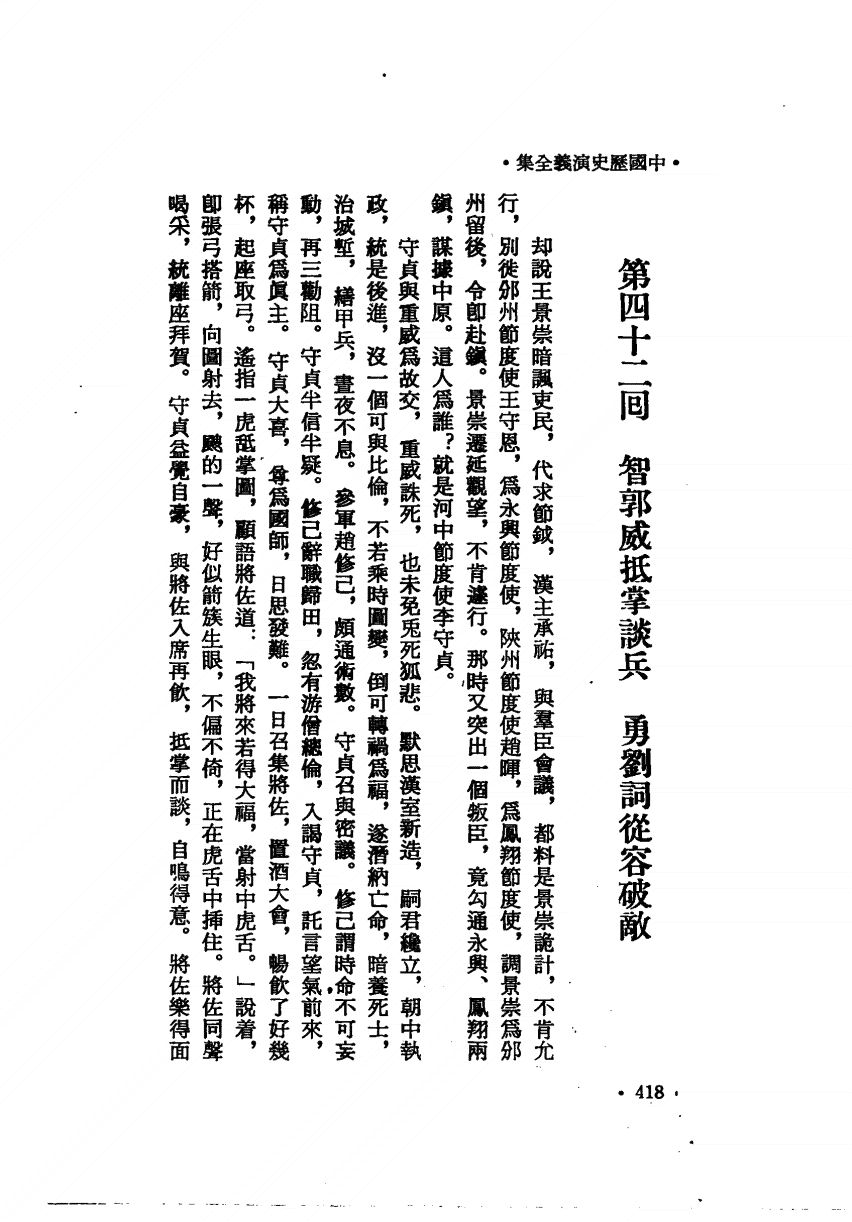 •中國歷史演義全集•
第四十二回　智郭威抵掌談兵　勇劉詞從容破敵
却說王景崇暗諷吏民，代求節鉞，漢主承祐，與羣臣會議，都料是景崇詭計，不肯允
行，別徙邠州節度使王守恩，爲永興節度使，陝州節度使趙暉，爲鳳翔節度使，調景崇爲邠
州留後，令卽赴鎭。景崇遷延觀望，不肯遽行。那時又突出一個叛臣，竟勾通永興、鳳翔兩
鎭，謀據中原。這人爲誰？就是河中節度使李守貞。
守貞與重威爲故交，重威誅死，也未免兎死狐悲。默思漢室新造，嗣君纔立，朝中執
政，統是後進，沒一個可與比倫，不若乘時圖變，倒可轉禍爲福，遂潛納亡命，暗養死士，
治城塹，繕甲兵，晝夜不息。參軍趙修己，頗通術數。守貞召與密議。修己謂時命不可妄
動，再三勸阻。守貞半信半疑。修己辭職歸田，忽有游僧總倫，入謁守貞，託言望氣前來，
稱守貞爲眞主。守貞大喜，尊爲國師，日思發難。一日召集將佐，置酒大會，暢飮了好幾
杯，起座取弓。遙指一虎舐掌圖，顧語將佐道：「我將來若得大福，當射中虎舌。」說着，
卽張弓搭箭，向圖射去，颼的一聲，好似箭簇生眼，不偏不倚，正在虎舌中揷住。將佐同聲
喝采，統離座拜賀。守貞益覺自豪，與將佐入席再飮，抵掌而談，自鳴得意。將佐樂得面
•418•